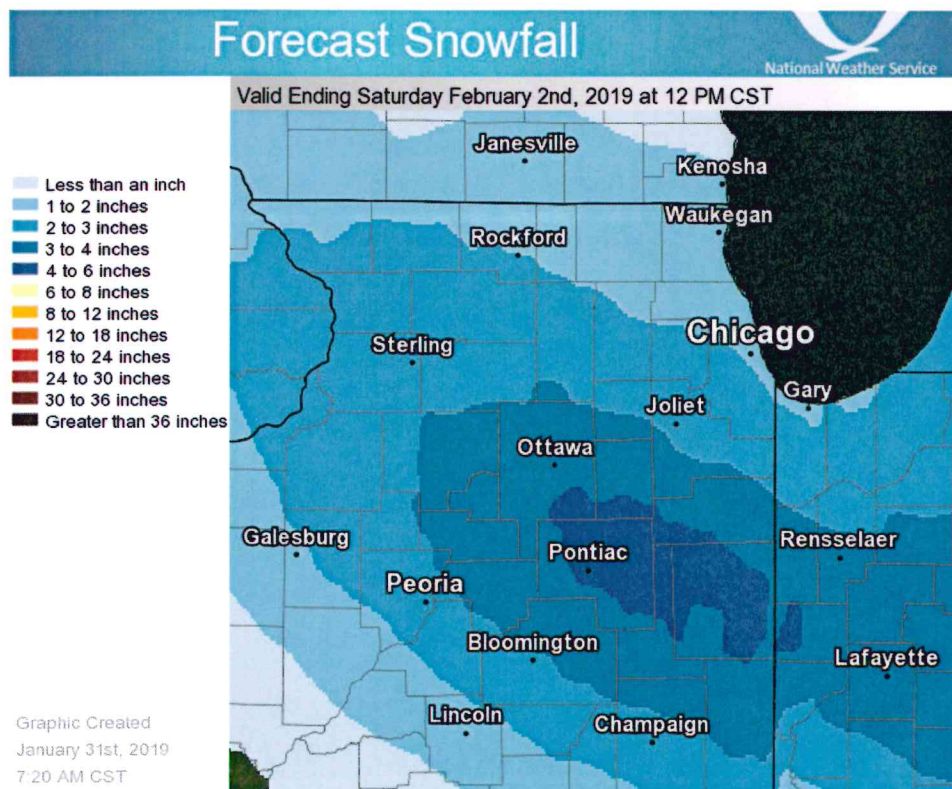 Forecast Snowfall
National Weather Service
Valid Ending Saturday February 2nd, 2019 at 12 PM CST
Less than an inch
1 to 2 inches
2 to 3 inches
3 to 4 inches
4 to 6 inches
6 to 8 inches
8 to 12 inches
12 to 18 inches
18 to 24 inches
24 to 30 inches
30 to 36 inches
Greater than 36 inches
Janesville
Kenosha
Waukegan
Rockford
Chicago
Sterling
Gary
Joliet
Ottawa
Galesburg
Pontiac
Rensselaer
Peoria
Bloomington
Lafayette
Lincoln
Champaign
Graphic Created
January 31st, 2019
7:20 AM CST